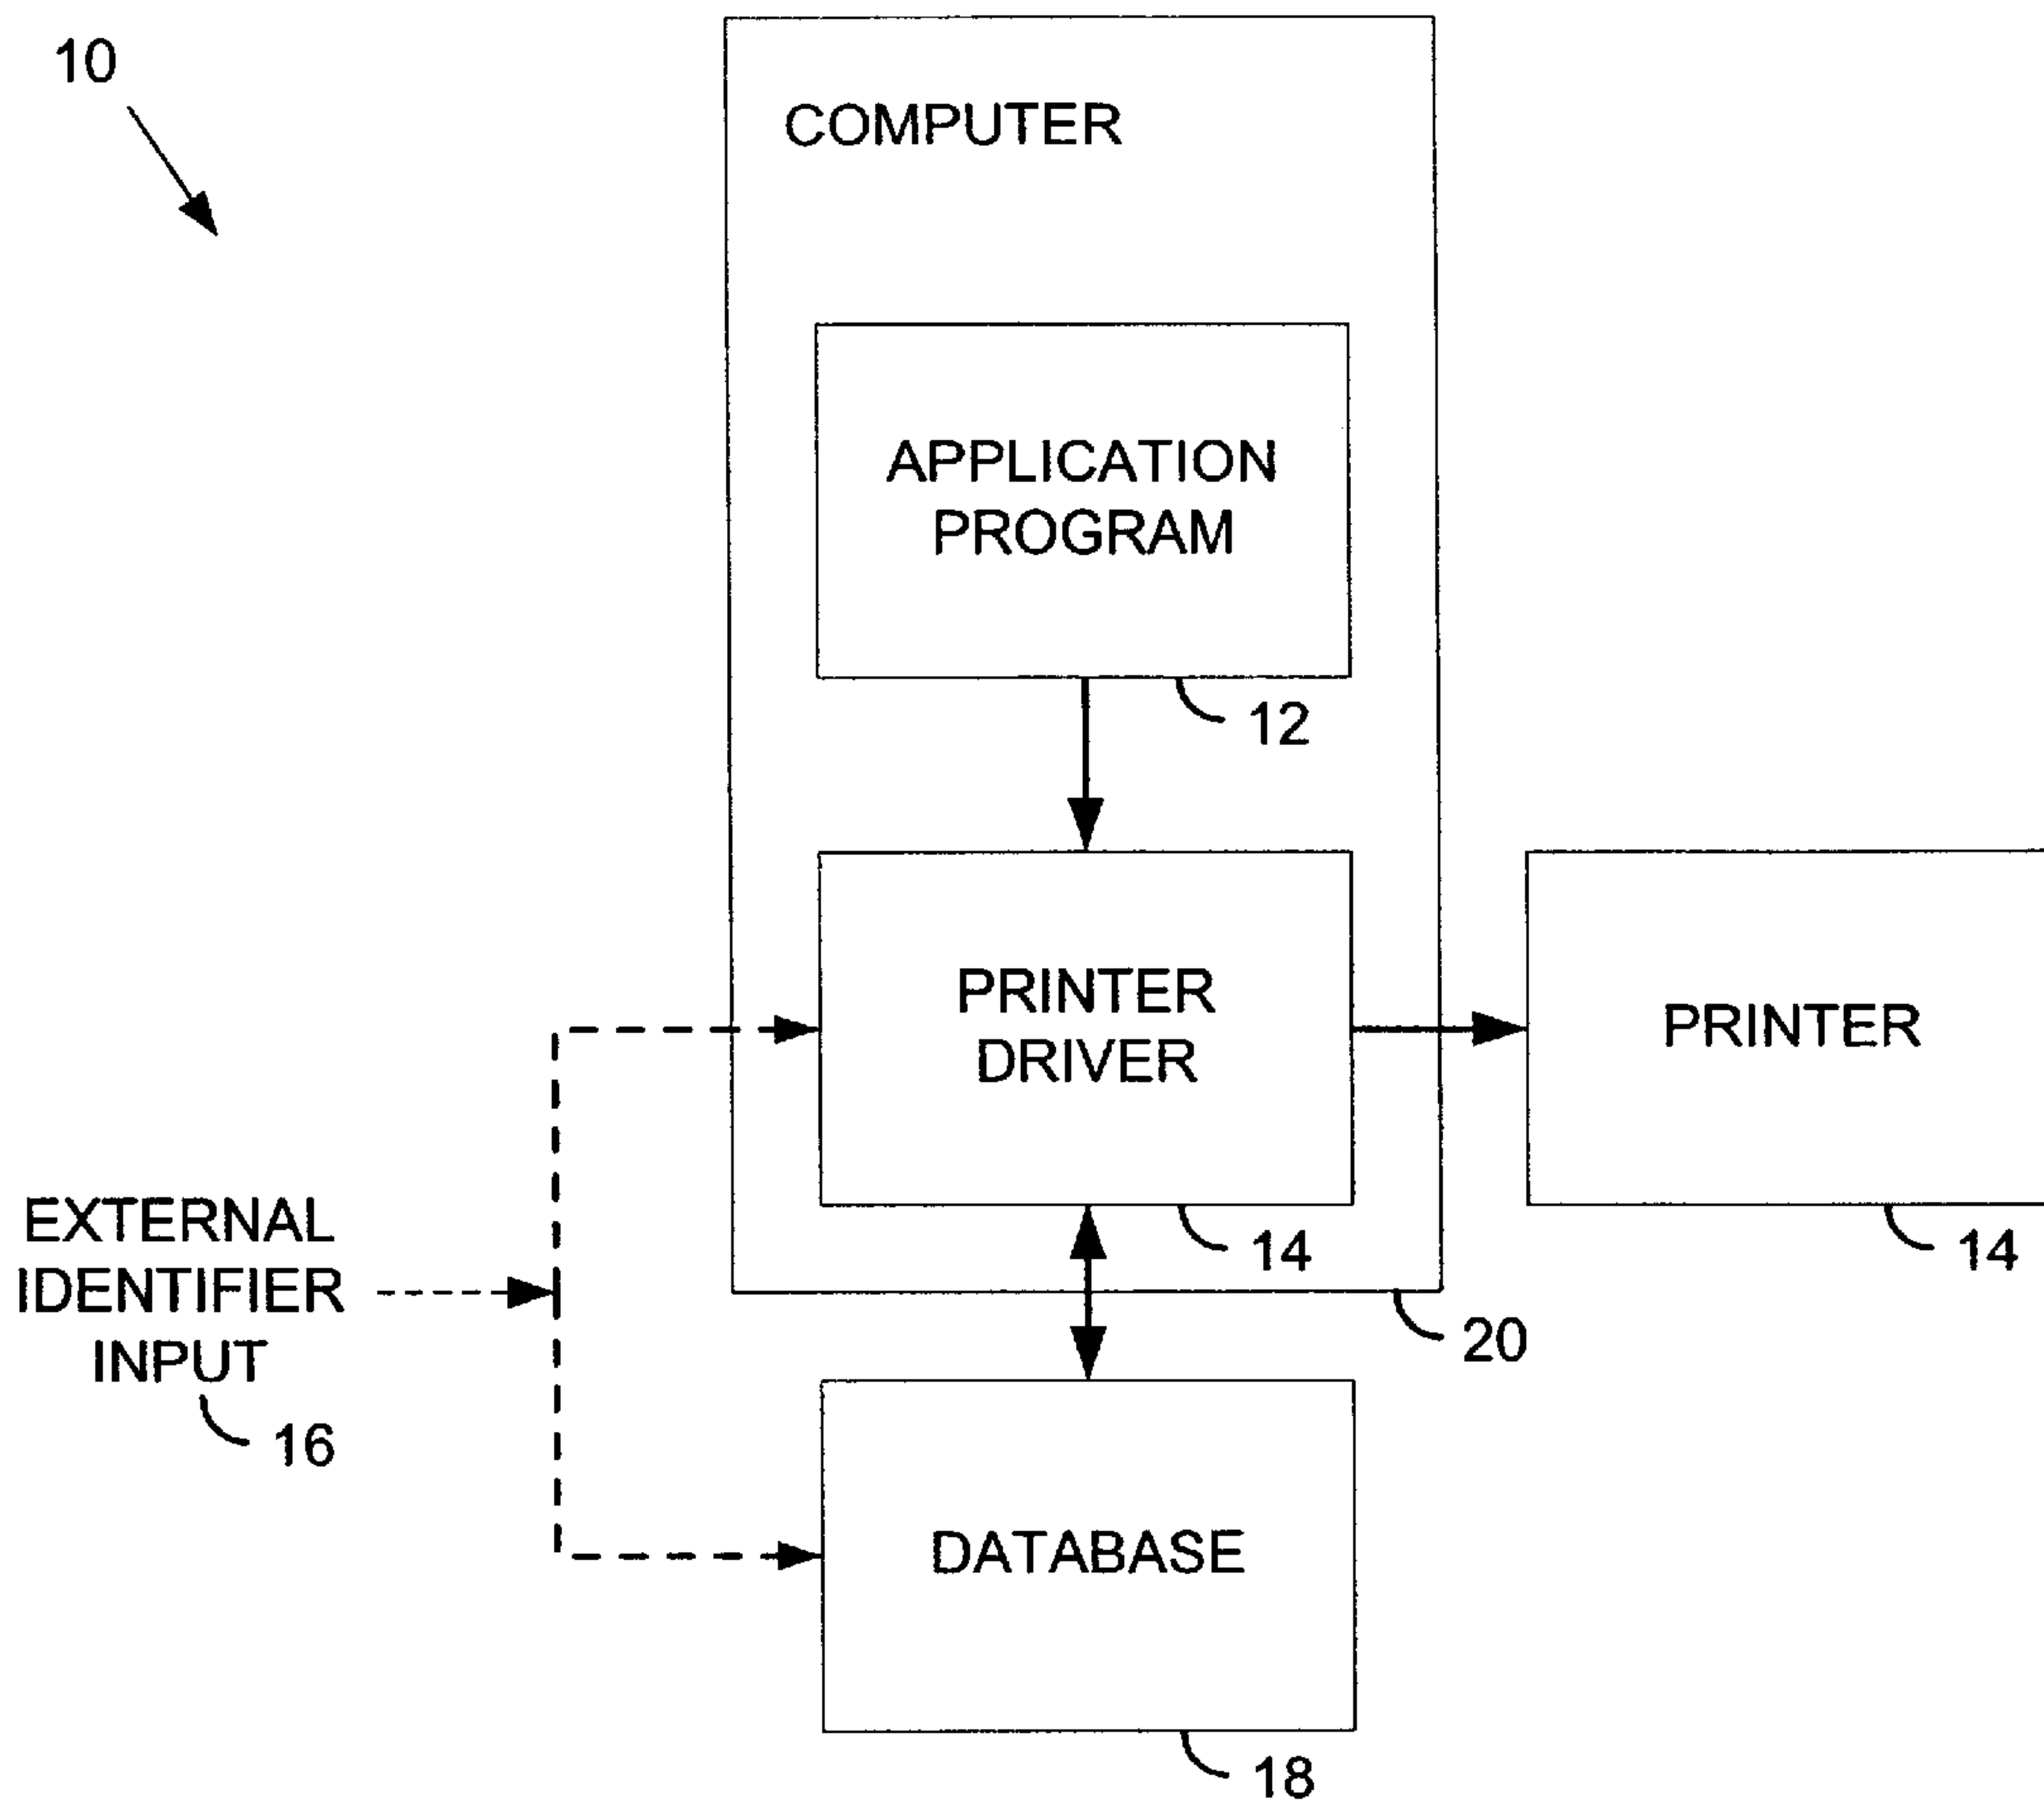 10
COMPUTER
APPLICATION
PROGRAM
12
PRINTER
DRIVER
14
PRINTER
14
20
EXTERNAL
IDENTIFIER
INPUT
16
DATABASE
18